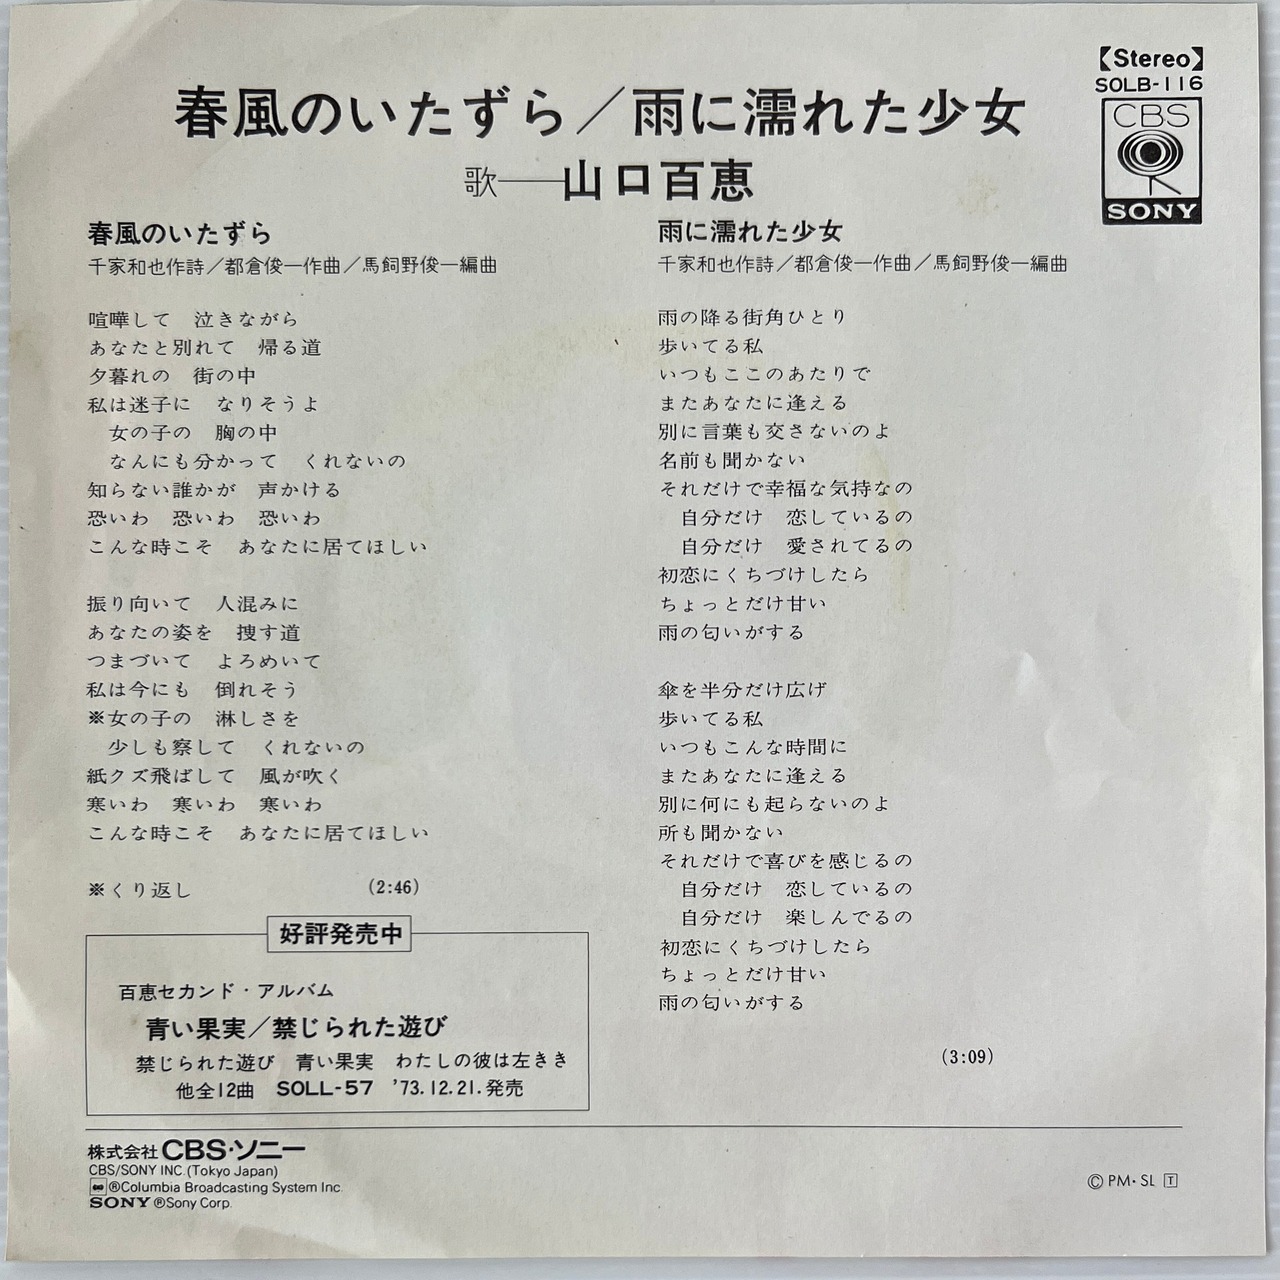 【Stereo】
SOLB-116
CBS
SONY
春風のいたずら／雨に濡れた少女
歌――山口百恵
春風のいたずら
千家和也作詩／都倉俊一作曲／馬飼野俊一編曲
喧嘩して　泣きながら
あなたと別れて　帰る道
夕暮れの　街の中
私は迷子に　なりそうよ
　女の子の　胸の中
　なんにも分かって　くれないの
知らない誰かが　声かける
恐いわ　恐いわ　恐いわ
こんな時こそ　あなたに居てほしい
振り向いて　人混みに
あなたの姿を　捜す道
つまづいて　よろめいて
私は今にも　倒れそう
※女の子の　淋しさを
　少しも察して　くれないの
紙クズ飛ばして　風が吹く
寒いわ　寒いわ　寒いわ
こんな時こそ　あなたに居てほしい
※くり返し　(2:46)
雨に濡れた少女
千家和也作詩／都倉俊一作曲／馬飼野俊一編曲
雨の降る街角ひとり
歩いてる私
いつもここのあたりで
またあなたに逢える
別に言葉も交さないのよ
名前も聞かない
それだけで幸福な気持なの
　自分だけ　恋しているの
　自分だけ　愛されてるの
初恋にくちづけしたら
ちょっとだけ甘い
雨の匂いがする
傘を半分だけ広げ
歩いてる私
いつもこんな時間に
またあなたに逢える
別に何にも起らないのよ
所も聞かない
それだけで喜びを感じるの
　自分だけ　恋しているの
　自分だけ　楽しんでるの
初恋にくちづけしたら
ちょっとだけ甘い
雨の匂いがする
(3:09)
好評発売中
百恵セカンド・アルバム
青い果実／禁じられた遊び
禁じられた遊び　青い果実　わたしの彼は左きき
他全12曲　SOLL-57　'73.12.21.発売
株式会社CBS・ソニー
CBS/SONY INC.(Tokyo Japan)
®Columbia Broadcasting System Inc.
SONY ®Sony Corp.
©PM・SL T